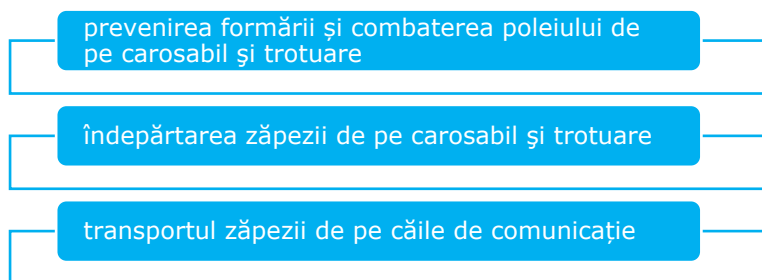 prevenirea formării și combaterea poleiului de
pe carosabil şi trotuare
îndepărtarea zăpezii de pe carosabil şi trotuare
transportul zăpezii de pe căile de comunicație